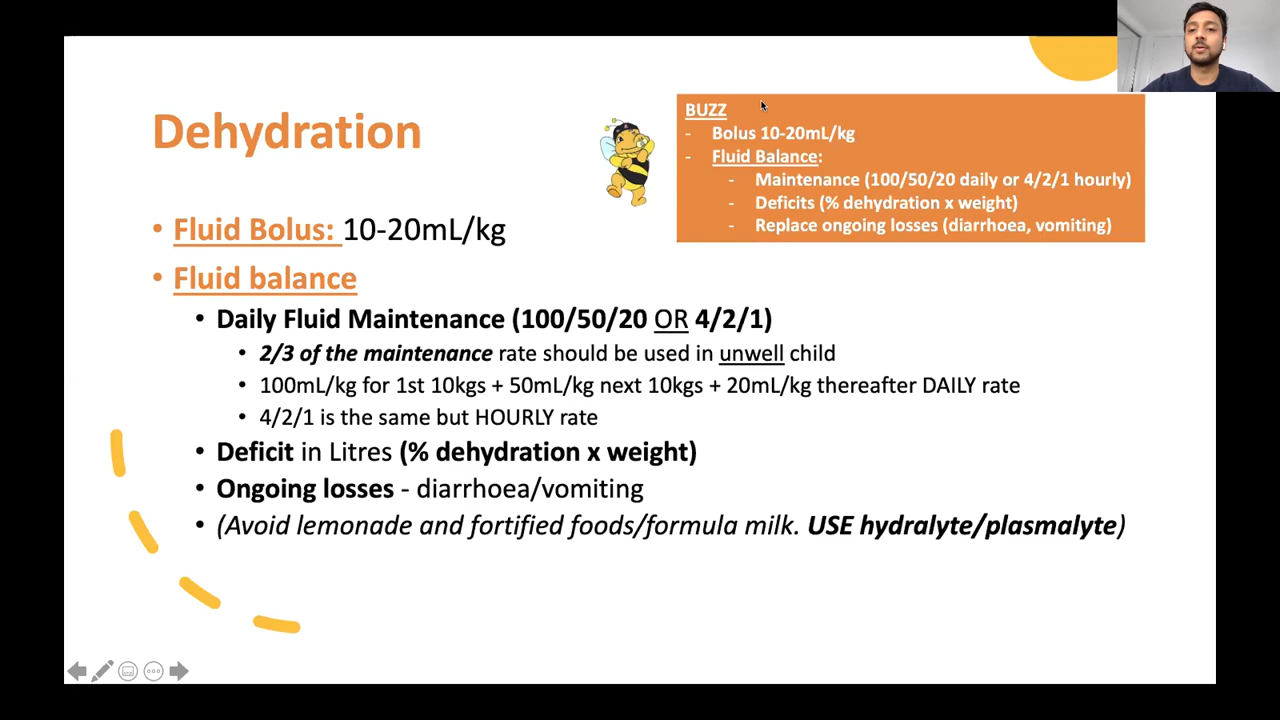 Dehydration
BUZZ
- Bolus 10-20mL/kg
- Fluid Balance:
- Maintenance (100/50/20 daily or 4/2/1 hourly)
- Deficits (% dehydration x weight)
- Replace ongoing losses (diarrhoea, vomiting)
• Fluid Bolus: 10-20mL/kg
• Fluid balance
• Daily Fluid Maintenance (100/50/20 OR 4/2/1)
• 2/3 of the maintenance rate should be used in unwell child
• 100mL/kg for 1st 10kgs + 50mL/kg next 10kgs + 20mL/kg thereafter DAILY rate
• 4/2/1 is the same but HOURLY rate
• Deficit in Litres (% dehydration x weight)
• Ongoing losses - diarrhoea/vomiting
• (Avoid lemonade and fortified foods/formula milk. USE hydralyte/plasmalyte)